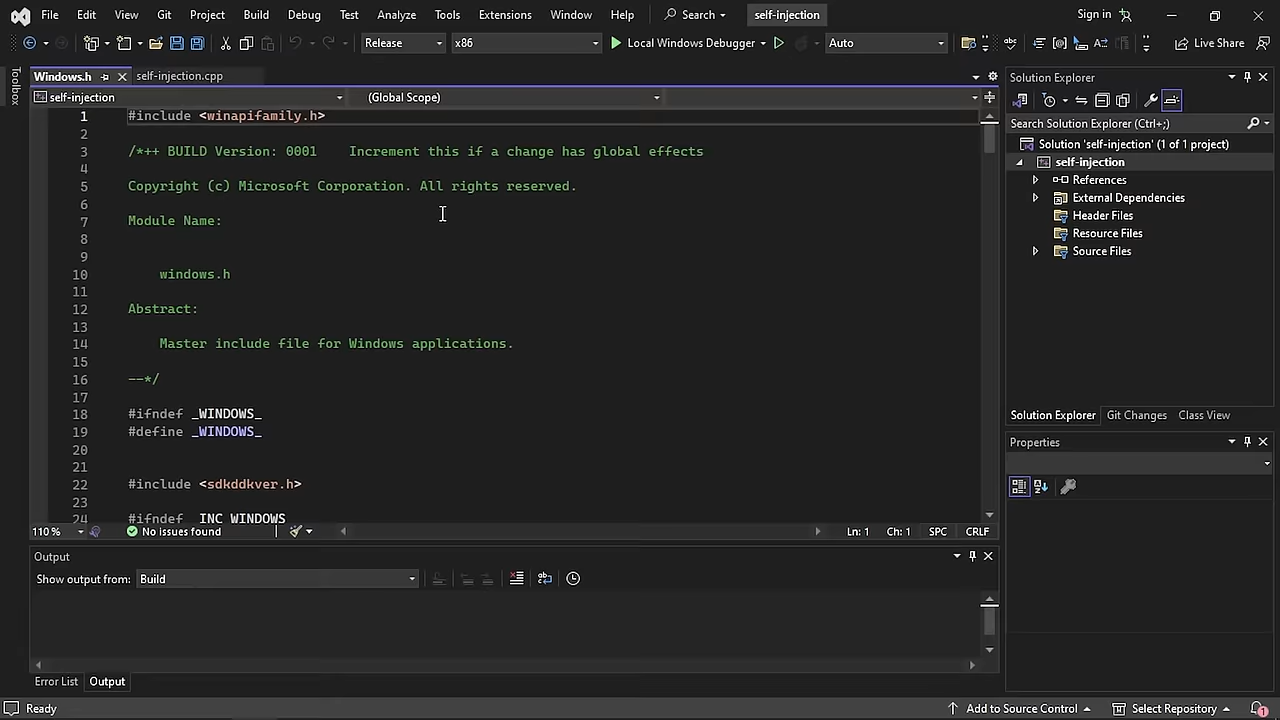 File Edit View Git Project Build Debug Test Analyze Tools Extensions Window Help Search self-injection Sign in
Release x86 Local Windows Debugger Auto Live Share
Toolbox
Windows.h self-injection.cpp
self-injection (Global Scope)
1 #include <winapifamily.h>
2
3 /*++ BUILD Version: 0001    Increment this if a change has global effects
4
5 Copyright (c) Microsoft Corporation. All rights reserved.
6
7 Module Name:
8
9
10 windows.h
11
12 Abstract:
13
14 Master include file for Windows applications.
15
16 --*/
17
18 #ifndef _WINDOWS_
19 #define _WINDOWS_
20
21
22 #include <sdkddkver.h>
23
24 #ifndef _INC_WINDOWS
110 % No issues found Ln: 1 Ch: 1 SPC CRLF
Output
Show output from: Build
Error List Output
Solution Explorer
Search Solution Explorer (Ctrl+;)
Solution 'self-injection' (1 of 1 project)
self-injection
References
External Dependencies
Header Files
Resource Files
Source Files
Solution Explorer Git Changes Class View
Properties
Ready Add to Source Control Select Repository 1